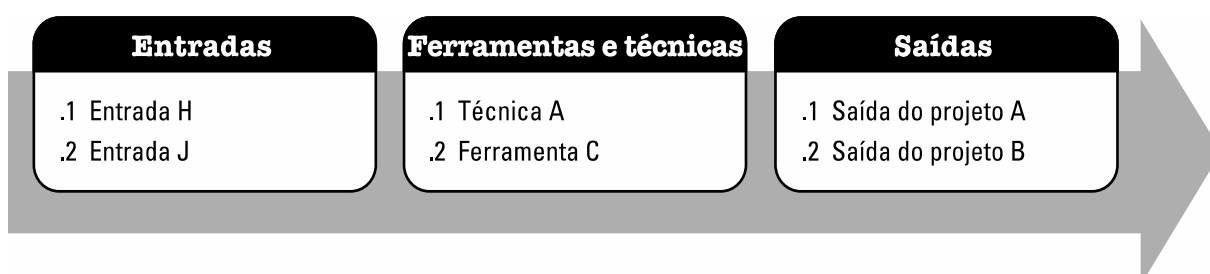 Entradas
.1 Entrada H
.2 Entrada J
Ferramentas e técnicas
.1 Técnica A
.2 Ferramenta C
Saídas
.1 Saída do projeto A
.2 Saída do projeto B